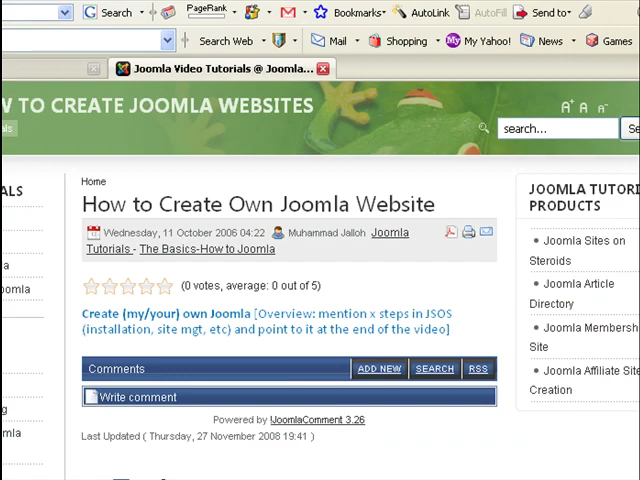 Search PageRank Bookmarks AutoLink AutoFill Send to
Search Web Mail Shopping My Yahoo! News Games
Joomla Video Tutorials @ Joomla...
W TO CREATE JOOMLA WEBSITES
als
A+ A A-
search... Se
ALS
a
oomla
g
mla
Home
How to Create Own Joomla Website
Wednesday, 11 October 2006 04:22 Muhammad Jalloh Joomla
Tutorials - The Basics-How to Joomla
(0 votes, average: 0 out of 5)
Create (my/your) own Joomla [Overview: mention x steps in JSOS
(installation, site mgt, etc) and point to it at the end of the video]
Comments ADD NEW SEARCH RSS
Write comment
Powered by !JoomlaComment 3.26
Last Updated ( Thursday, 27 November 2008 19:41 )
JOOMLA TUTORI
PRODUCTS
Joomla Sites on
Steroids
Joomla Article
Directory
Joomla Membersh
Site
Joomla Affiliate Site
Creation